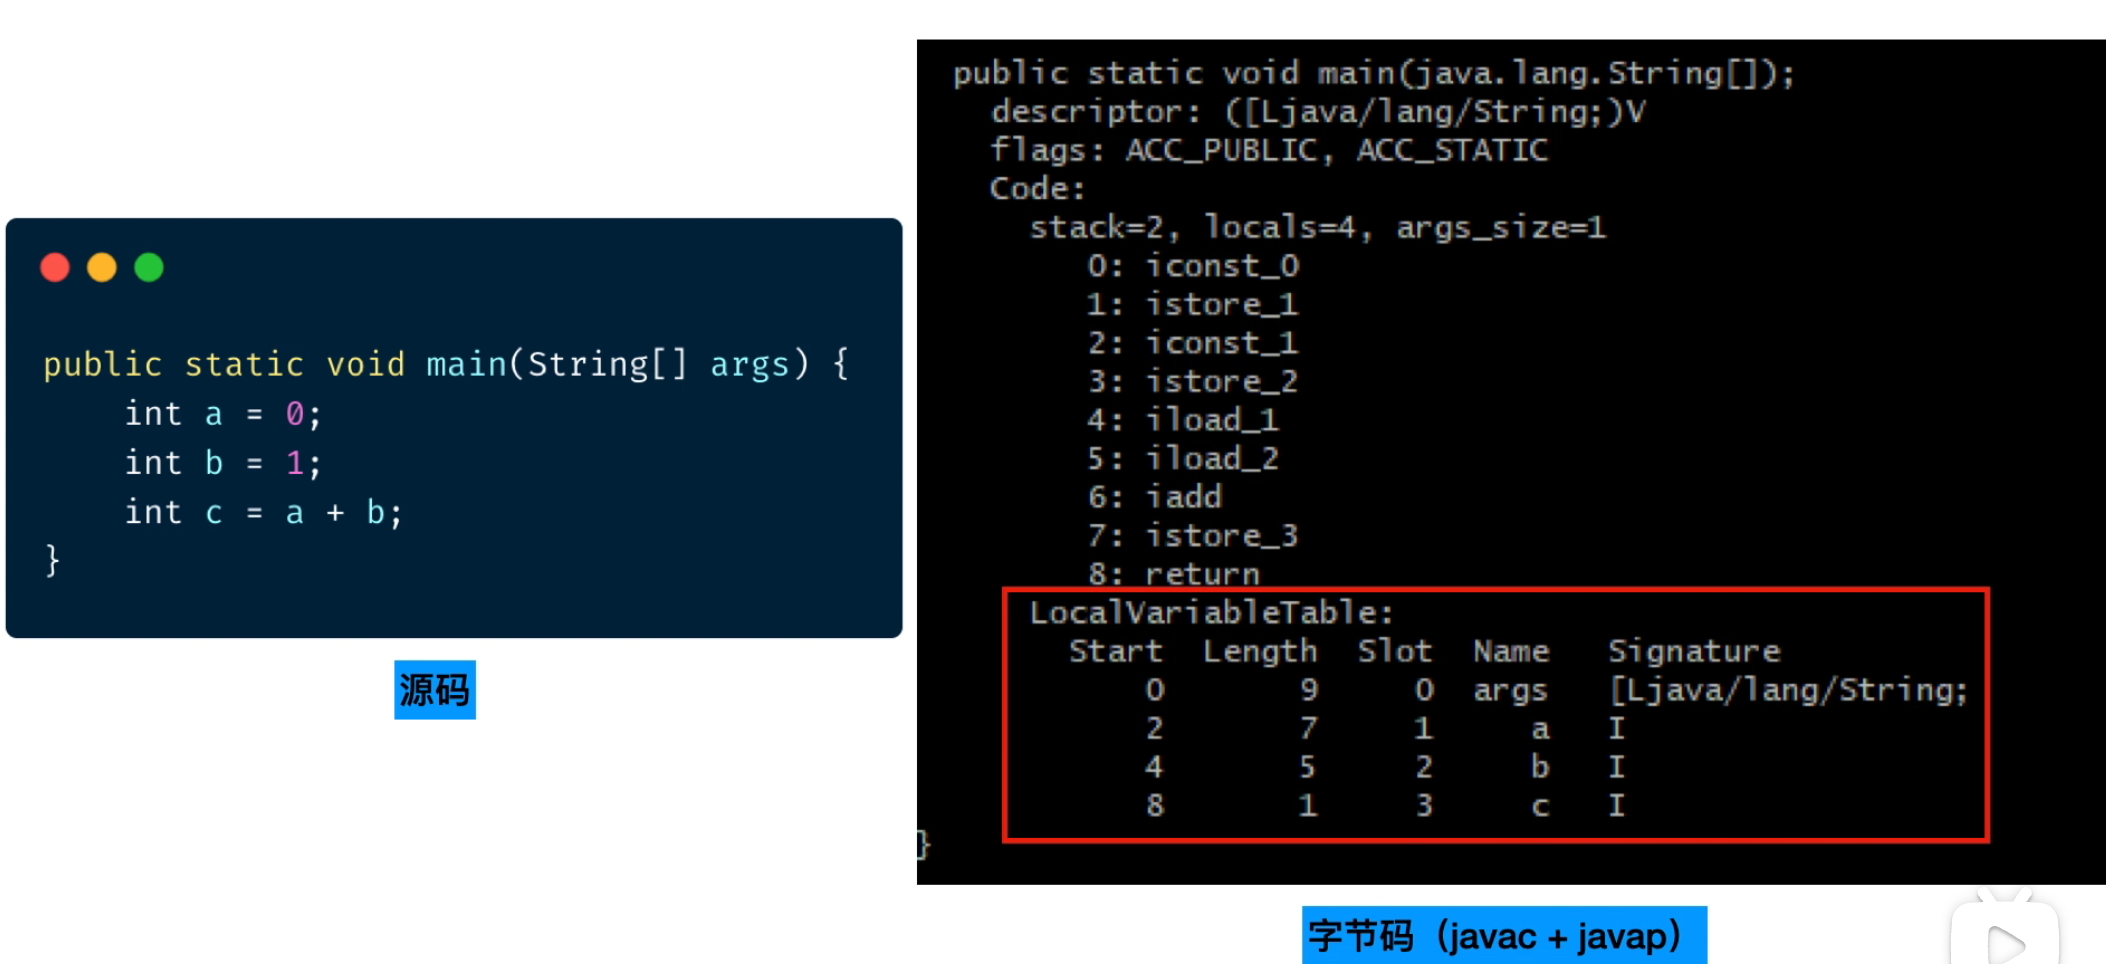 public static void main(String[] args) {
    int a = 0;
    int b = 1;
    int c = a + b;
}
源码
public static void main(java.lang.String[]);
  descriptor: ([Ljava/lang/String;)V
  flags: ACC_PUBLIC, ACC_STATIC
  Code:
    stack=2, locals=4, args_size=1
       0: iconst_0
       1: istore_1
       2: iconst_1
       3: istore_2
       4: iload_1
       5: iload_2
       6: iadd
       7: istore_3
       8: return
    LocalVariableTable:
      Start  Length  Slot  Name   Signature
          0       9     0  args   [Ljava/lang/String;
          2       7     1     a   I
          4       5     2     b   I
          8       1     3     c   I
}
字节码（javac + javap）